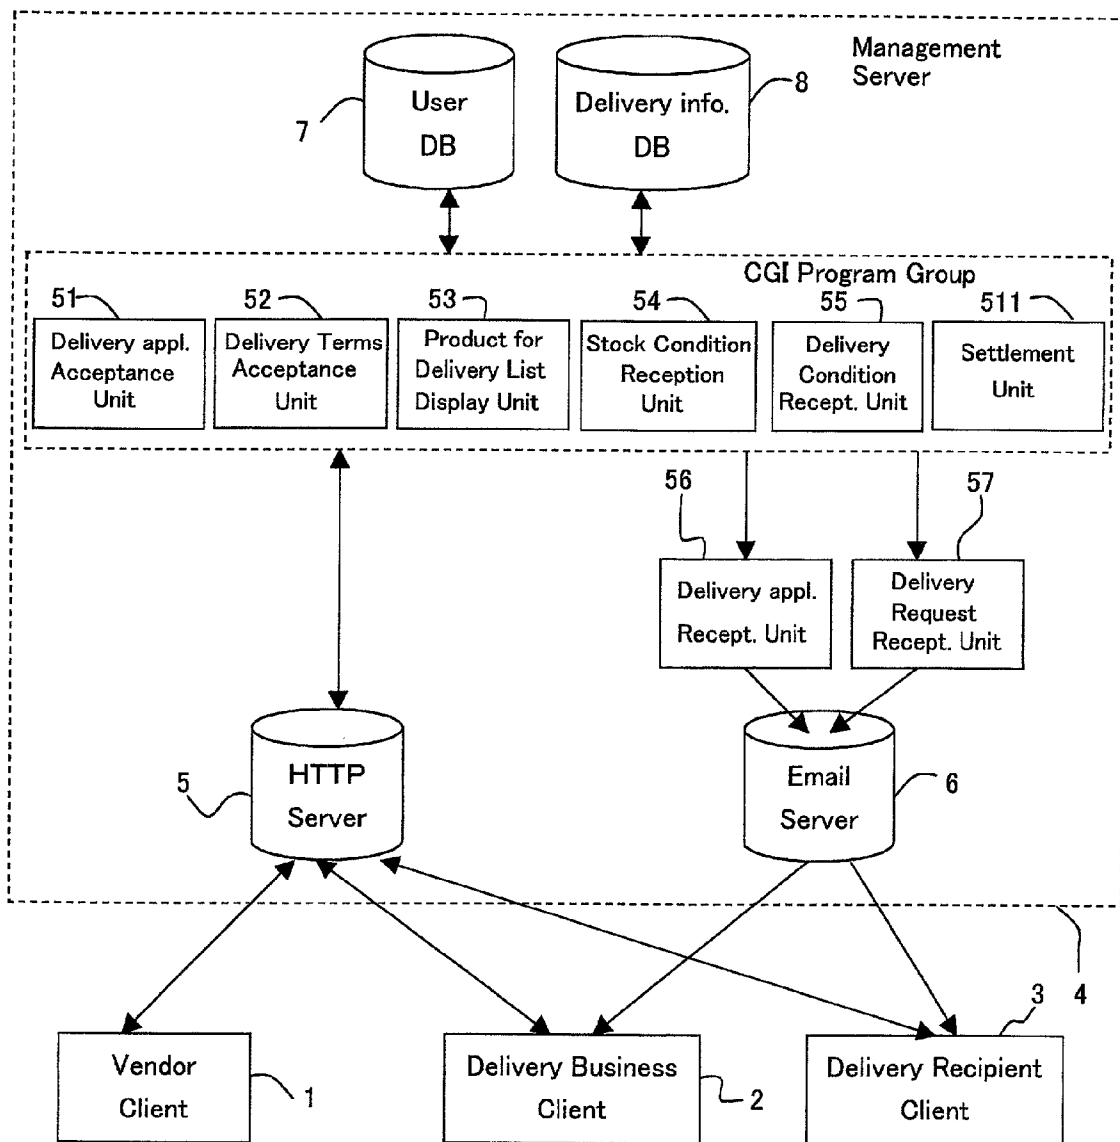 Management
Server
User
DB
7
Delivery info.
DB
8
CGI Program Group
51
52
53
54
55
511
Delivery appl.
Acceptance
Unit
Delivery Terms
Acceptance
Unit
Product for
Delivery List
Display Unit
Stock Condition
Reception
Unit
Delivery
Condition
Recept. Unit
Settlement
Unit
56
57
Delivery appl.
Recept. Unit
Delivery
Request
Recept. Unit
5
HTTP
Server
Email
Server
6
4
Vendor
Client
1
Delivery Business
Client
2
3
Delivery Recipient
Client